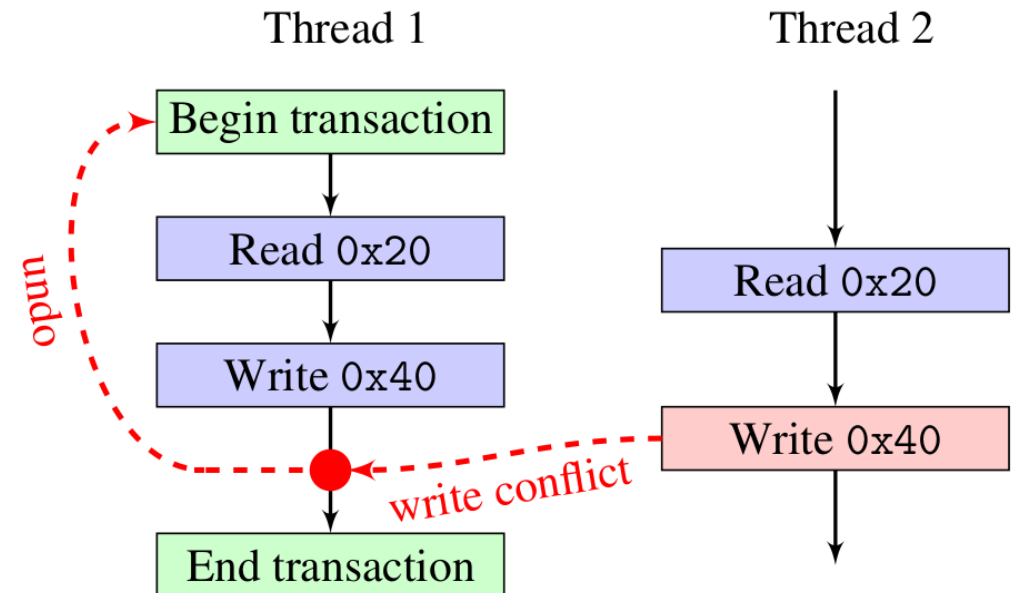 Thread 1
Thread 2
Begin transaction
Read 0x20
Read 0x20
undo
Write 0x40
Write 0x40
write conflict
End transaction